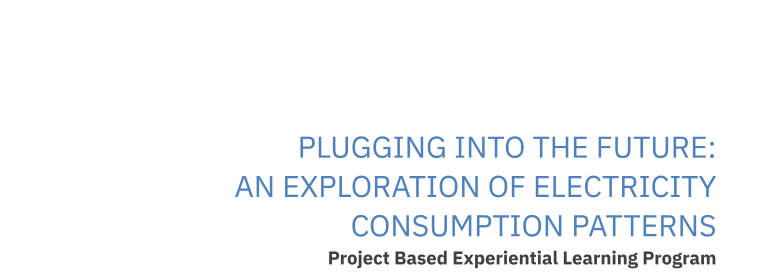 PLUGGING INTO THE FUTURE:
AN EXPLORATION OF ELECTRICITY
CONSUMPTION PATTERNS
Project Based Experiential Learning Program